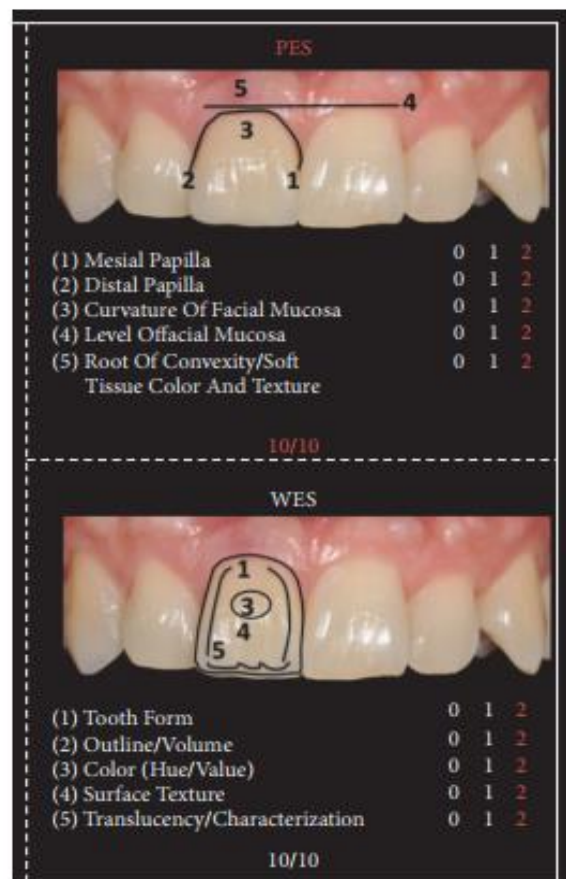 PES
5
4
3
2
1
(1) Mesial Papilla 0 1 2
(2) Distal Papilla 0 1 2
(3) Curvature Of Facial Mucosa 0 1 2
(4) Level Offacial Mucosa 0 1 2
(5) Root Of Convexity/Soft 0 1 2
Tissue Color And Texture
10/10
WES
1
3
4
5
(1) Tooth Form 0 1 2
(2) Outline/Volume 0 1 2
(3) Color (Hue/Value) 0 1 2
(4) Surface Texture 0 1 2
(5) Translucency/Characterization 0 1 2
10/10